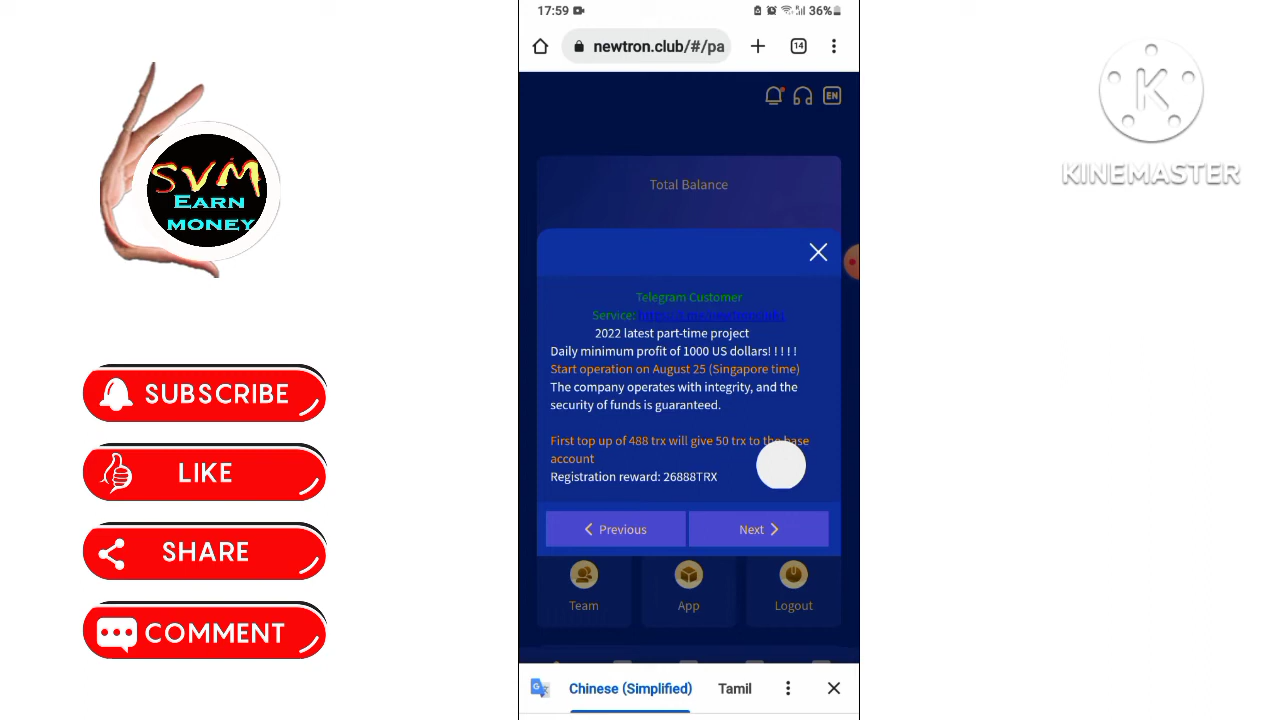 SVM
EARN
MONEY
SUBSCRIBE
LIKE
SHARE
COMMENT
17:59
36%
newtron.club/#/pa
14
EN
Total Balance
Telegram Customer
Service:
2022 latest part-time project
Daily minimum profit of 1000 US dollars! ! ! ! !
Start operation on August 25 (Singapore time)
The company operates with integrity, and the
security of funds is guaranteed.
First top up of 488 trx will give 50 trx to the base
account
Registration reward: 26888TRX
Previous
Next
Team
App
Logout
Chinese (Simplified)
Tamil
K
KINEMASTER